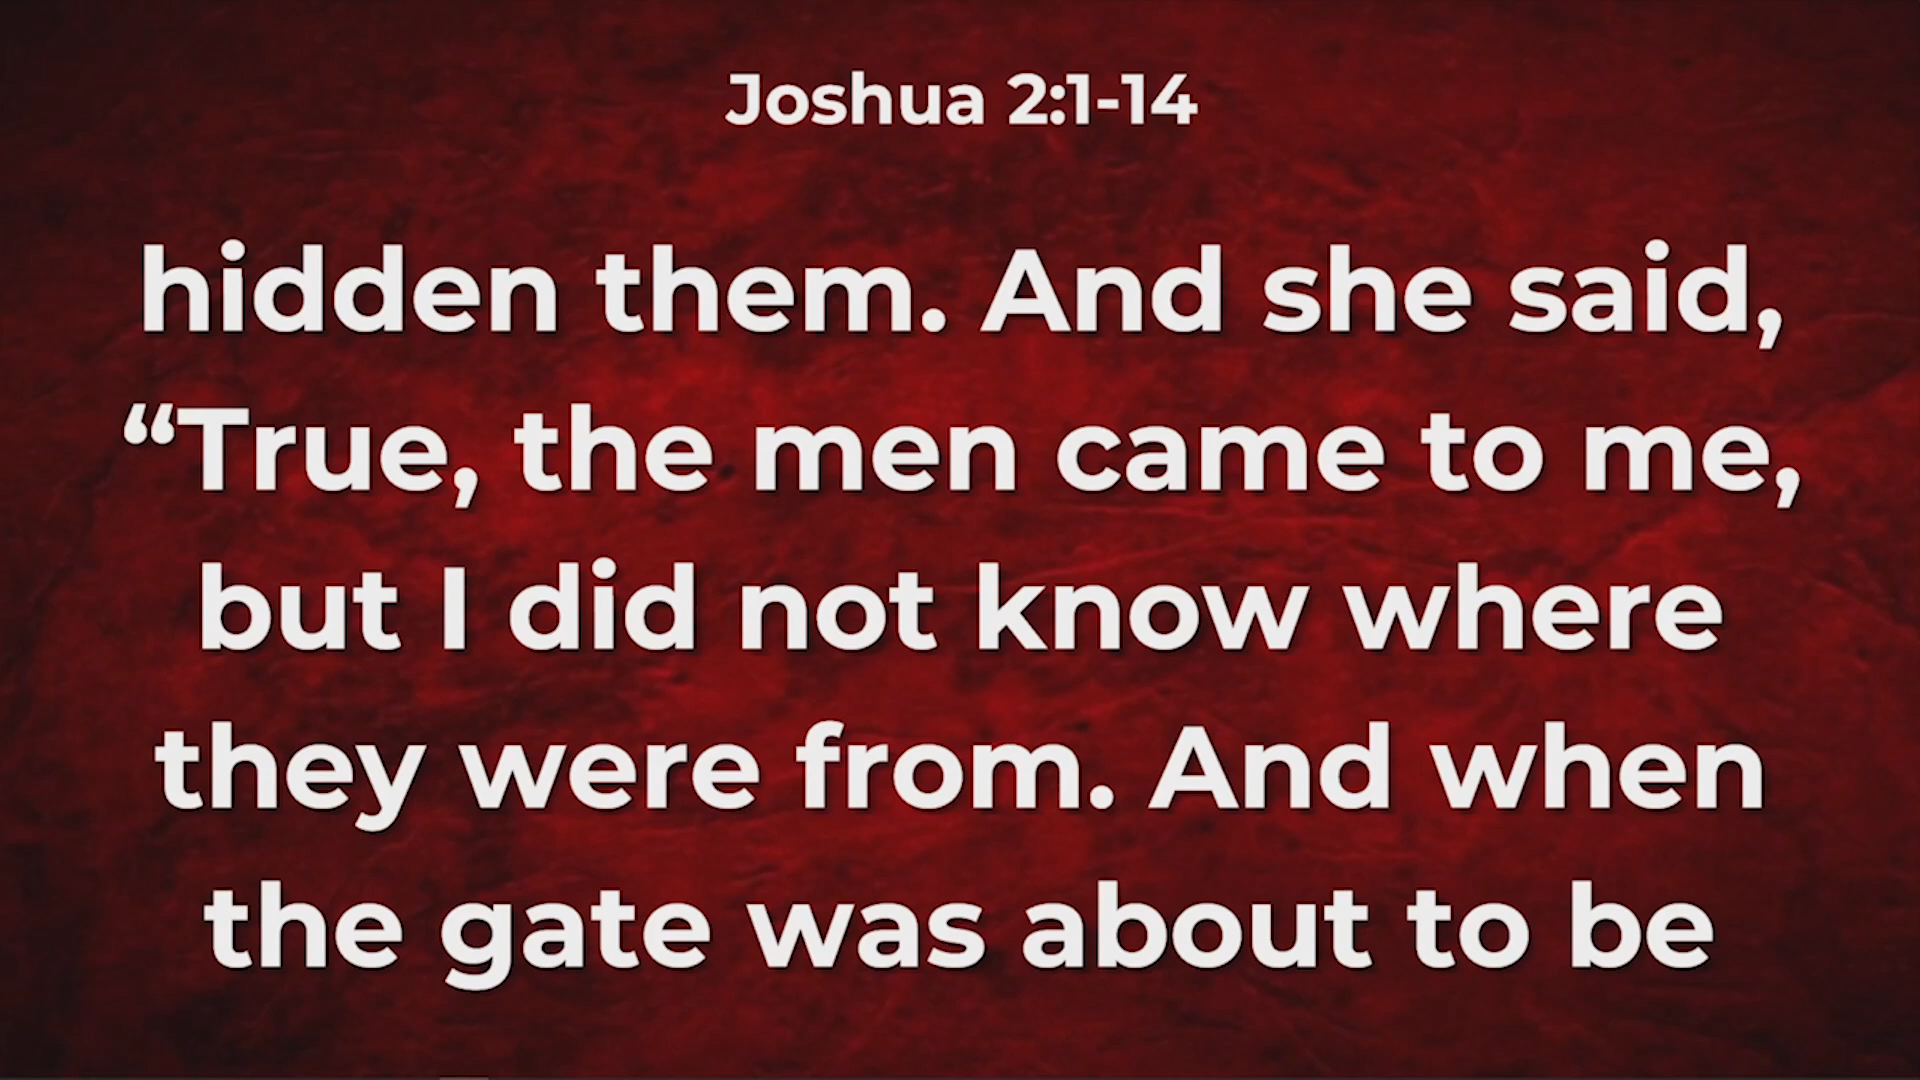 Joshua 2:1-14
hidden them. And she said,
“True, the men came to me,
but I did not know where
they were from. And when
the gate was about to be